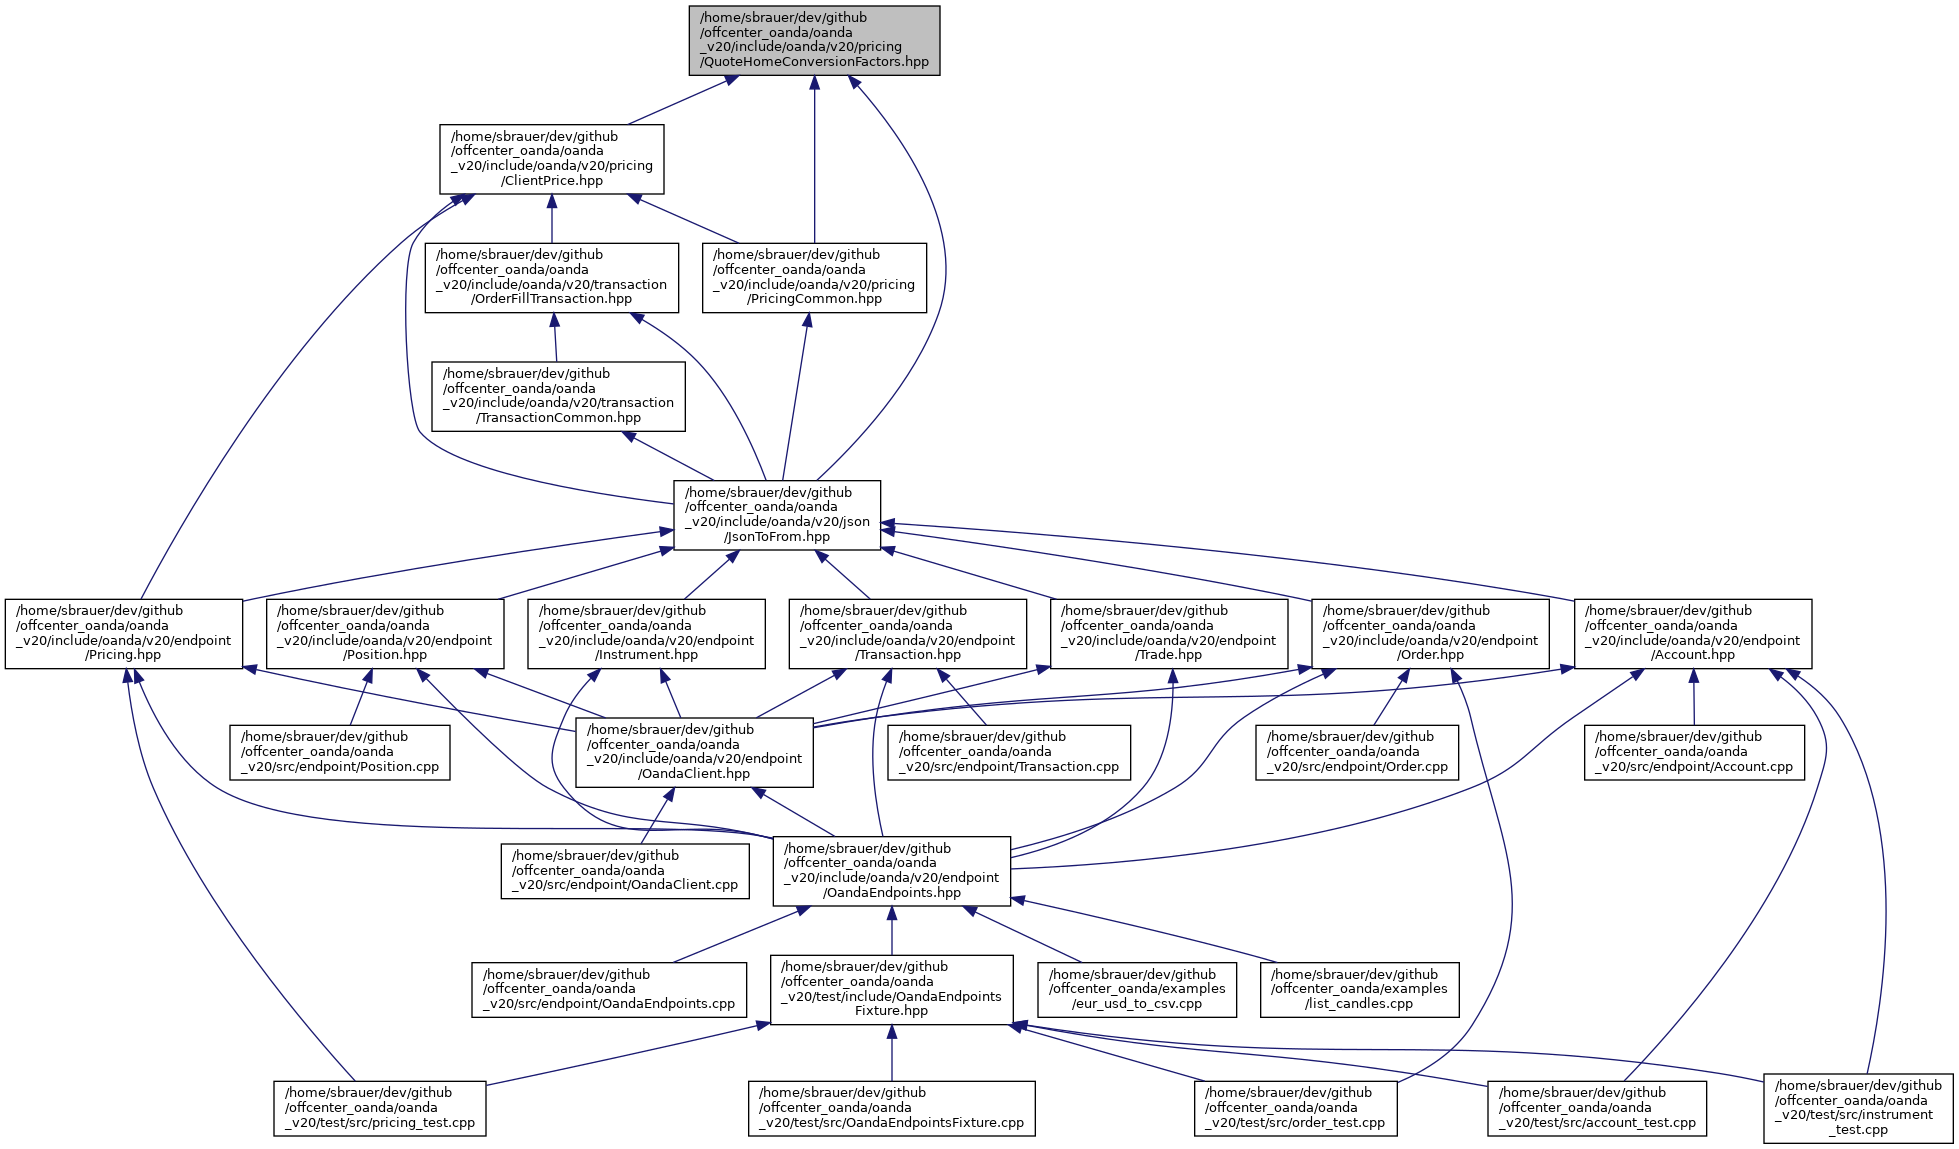 /home/sbrauer/dev/github
/offcenter_oanda/oanda
_v20/include/oanda/v20/pricing
/QuoteHomeConversionFactors.hpp
/home/sbrauer/dev/github
/offcenter_oanda/oanda
_v20/include/oanda/v20/pricing
/ClientPrice.hpp
/home/sbrauer/dev/github
/offcenter_oanda/oanda
_v20/include/oanda/v20/transaction
/OrderFillTransaction.hpp
/home/sbrauer/dev/github
/offcenter_oanda/oanda
_v20/include/oanda/v20/pricing
/PricingCommon.hpp
/home/sbrauer/dev/github
/offcenter_oanda/oanda
_v20/include/oanda/v20/transaction
/TransactionCommon.hpp
/home/sbrauer/dev/github
/offcenter_oanda/oanda
_v20/include/oanda/v20/json
/JsonToFrom.hpp
/home/sbrauer/dev/github
/offcenter_oanda/oanda
_v20/include/oanda/v20/endpoint
/Pricing.hpp
/home/sbrauer/dev/github
/offcenter_oanda/oanda
_v20/include/oanda/v20/endpoint
/Position.hpp
/home/sbrauer/dev/github
/offcenter_oanda/oanda
_v20/include/oanda/v20/endpoint
/Instrument.hpp
/home/sbrauer/dev/github
/offcenter_oanda/oanda
_v20/include/oanda/v20/endpoint
/Transaction.hpp
/home/sbrauer/dev/github
/offcenter_oanda/oanda
_v20/include/oanda/v20/endpoint
/Trade.hpp
/home/sbrauer/dev/github
/offcenter_oanda/oanda
_v20/include/oanda/v20/endpoint
/Order.hpp
/home/sbrauer/dev/github
/offcenter_oanda/oanda
_v20/include/oanda/v20/endpoint
/Account.hpp
/home/sbrauer/dev/github
/offcenter_oanda/oanda
_v20/src/endpoint/Position.cpp
/home/sbrauer/dev/github
/offcenter_oanda/oanda
_v20/include/oanda/v20/endpoint
/OandaClient.hpp
/home/sbrauer/dev/github
/offcenter_oanda/oanda
_v20/src/endpoint/Transaction.cpp
/home/sbrauer/dev/github
/offcenter_oanda/oanda
_v20/src/endpoint/Order.cpp
/home/sbrauer/dev/github
/offcenter_oanda/oanda
_v20/src/endpoint/Account.cpp
/home/sbrauer/dev/github
/offcenter_oanda/oanda
_v20/src/endpoint/OandaClient.cpp
/home/sbrauer/dev/github
/offcenter_oanda/oanda
_v20/include/oanda/v20/endpoint
/OandaEndpoints.hpp
/home/sbrauer/dev/github
/offcenter_oanda/oanda
_v20/src/endpoint/OandaEndpoints.cpp
/home/sbrauer/dev/github
/offcenter_oanda/oanda
_v20/test/include/OandaEndpoints
Fixture.hpp
/home/sbrauer/dev/github
/offcenter_oanda/examples
/eur_usd_to_csv.cpp
/home/sbrauer/dev/github
/offcenter_oanda/examples
/list_candles.cpp
/home/sbrauer/dev/github
/offcenter_oanda/oanda
_v20/test/src/pricing_test.cpp
/home/sbrauer/dev/github
/offcenter_oanda/oanda
_v20/test/src/OandaEndpointsFixture.cpp
/home/sbrauer/dev/github
/offcenter_oanda/oanda
_v20/test/src/order_test.cpp
/home/sbrauer/dev/github
/offcenter_oanda/oanda
_v20/test/src/account_test.cpp
/home/sbrauer/dev/github
/offcenter_oanda/oanda
_v20/test/src/instrument
_test.cpp